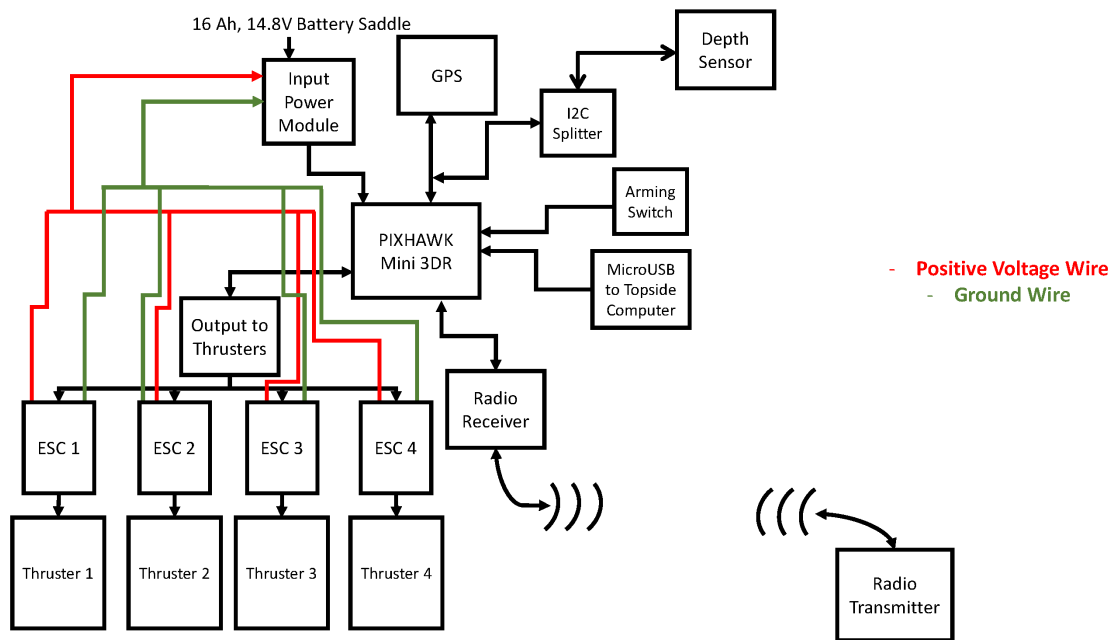 16 Ah, 14.8V Battery Saddle
Input
Power
Module
GPS
Depth
Sensor
I2C
Splitter
Arming
Switch
PIXHAWK
Mini 3DR
MicroUSB
to Topside
Computer
- Positive Voltage Wire
- Ground Wire
Output to
Thrusters
Radio
Receiver
ESC 1
ESC 2
ESC 3
ESC 4
Thruster 1
Thruster 2
Thruster 3
Thruster 4
Radio
Transmitter